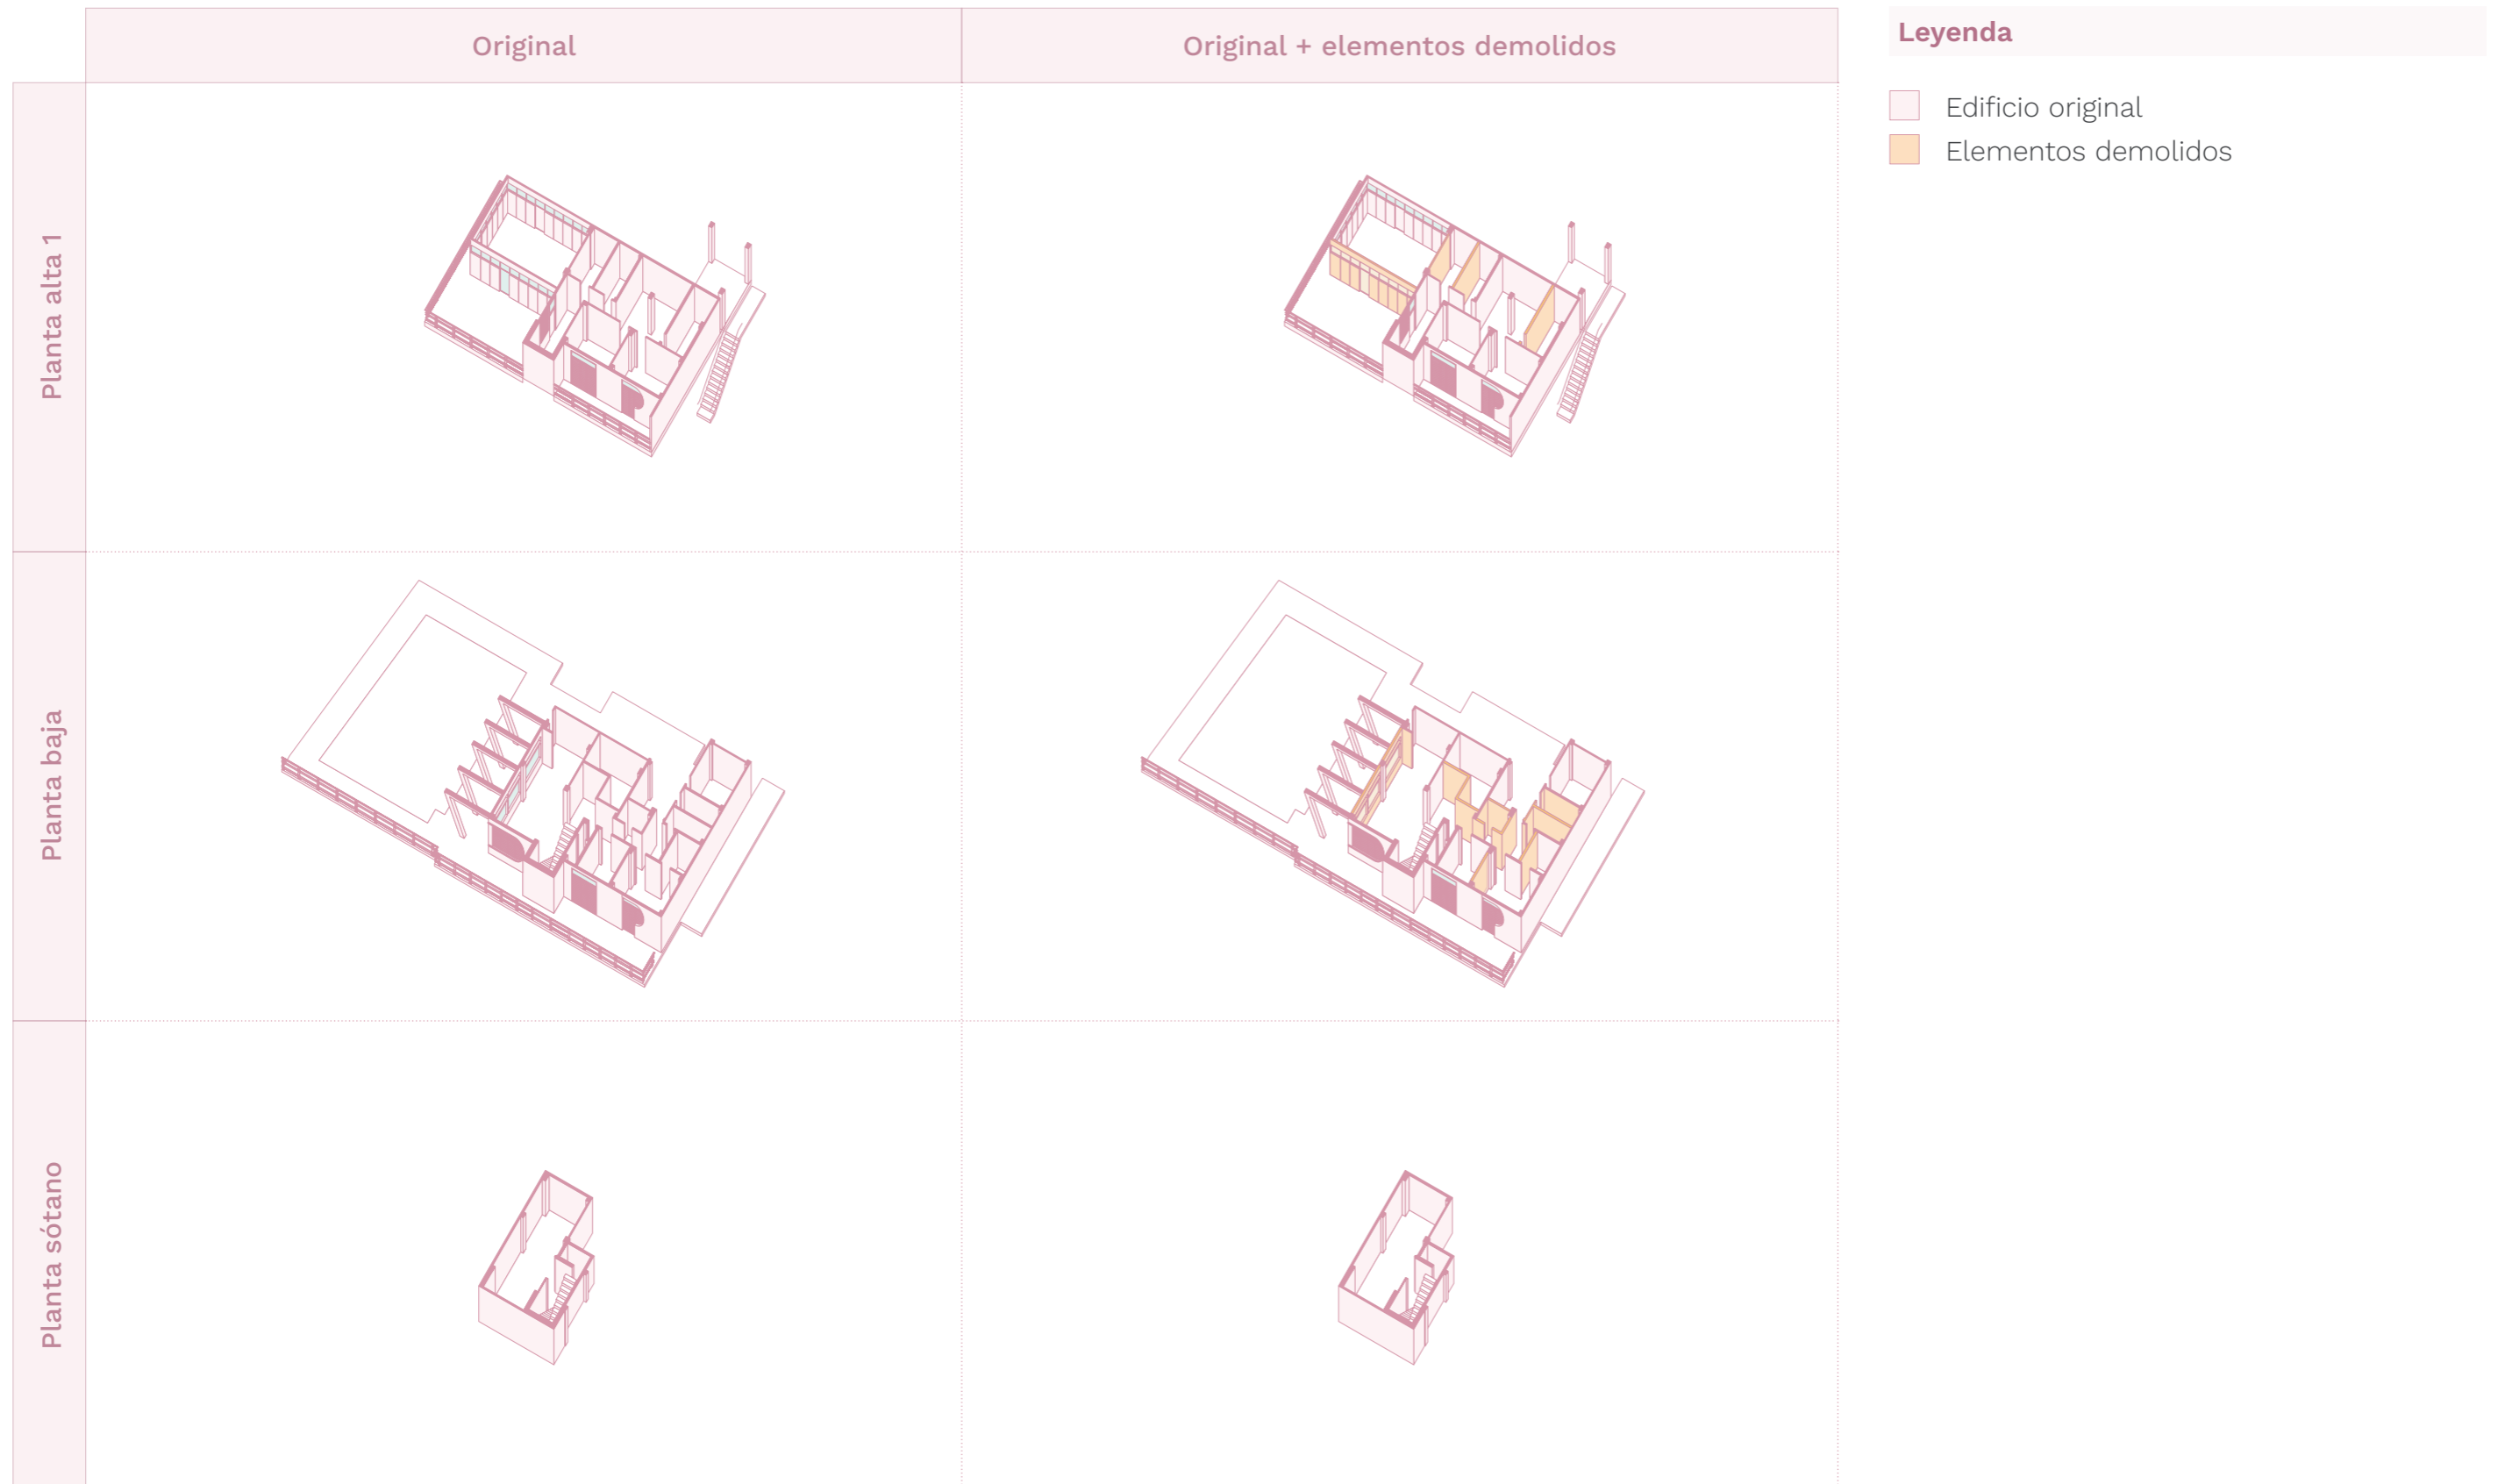 Original
Original + elementos demolidos
Leyenda
Edificio original
Elementos demolidos
Planta alta 1
Planta baja
Planta sótano